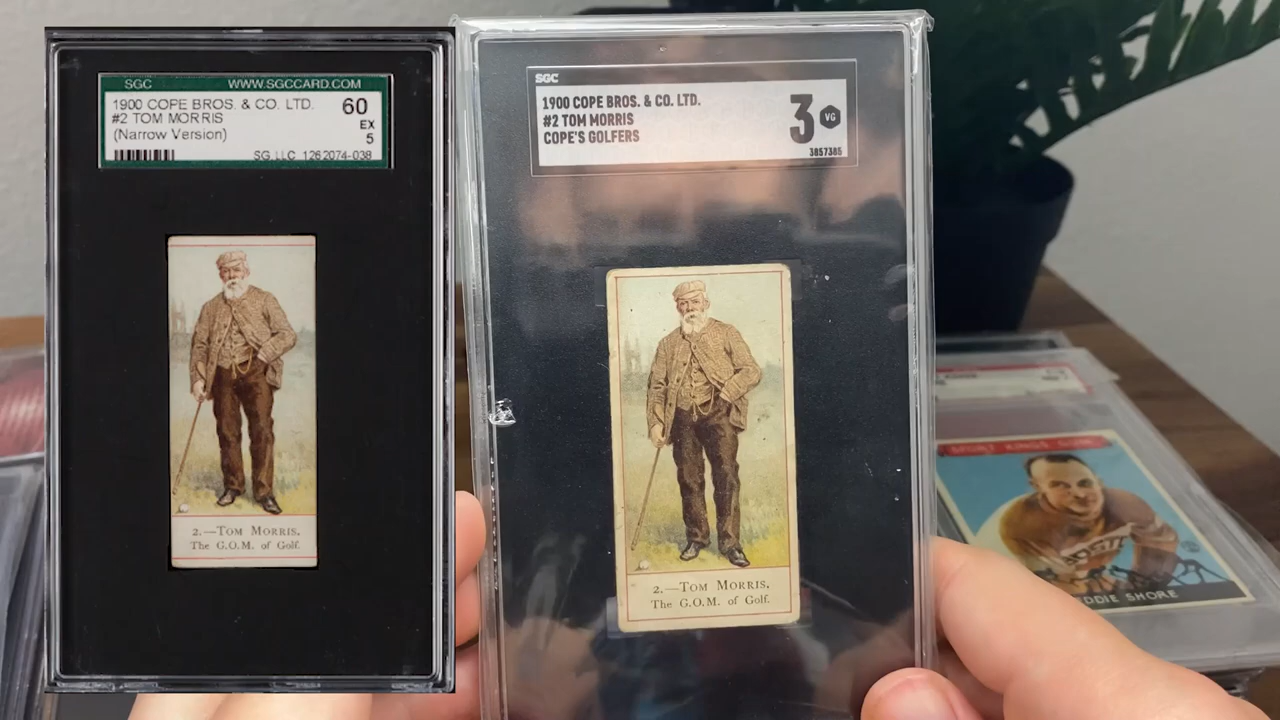 SGC WWW.SGCCARD.COM
1900 COPE BROS. & CO. LTD. 60
#2 TOM MORRIS EX
(Narrow Version) 5
SG LLC 1262074-038
2.—TOM MORRIS.
The G.O.M. of Golf.
SGC
1900 COPE BROS. & CO. LTD.
#2 TOM MORRIS
COPE'S GOLFERS
3 VG
3857385
2.—TOM MORRIS.
The G.O.M. of Golf.
SPORT KINGS GUM
EDDIE SHORE